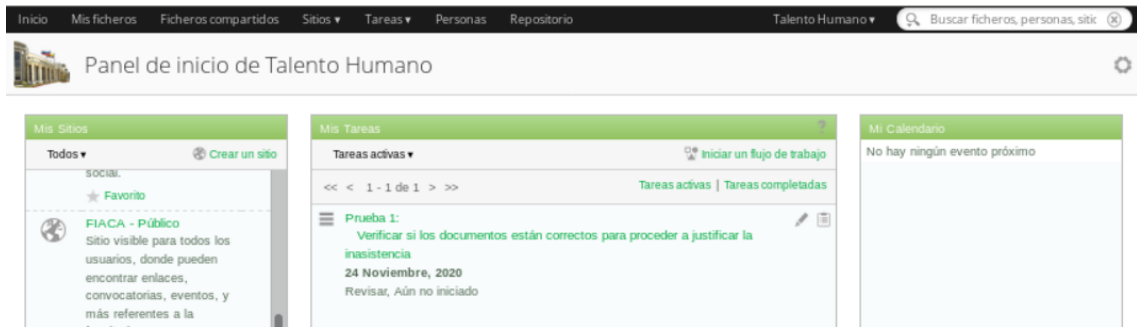 Inicio Mis ficheros Ficheros compartidos Sitios ▾ Tareas ▾ Personas Repositorio Talento Humano ▾ Buscar ficheros, personas, sitic
Panel de inicio de Talento Humano
Mis Sitios
Todos ▾ Crear un sitio
social.
Favorito
FIACA - Público
Sitio visible para todos los
usuarios, donde pueden
encontrar enlaces,
convocatorias, eventos, y
más referentes a la
Mis Tareas ?
Tareas activas ▾ Iniciar un flujo de trabajo
<< < 1 - 1 de 1 > >> Tareas activas | Tareas completadas
Prueba 1:
Verificar si los documentos están correctos para proceder a justificar la
inasistencia
24 Noviembre, 2020
Revisar, Aún no iniciado
Mi Calendario
No hay ningún evento próximo